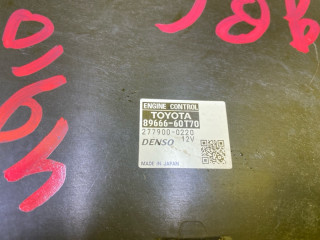 ENGINE CONTROL
TOYOTA
89666-60T70
277900-0220
DENSO 12V
MADE IN JAPAN